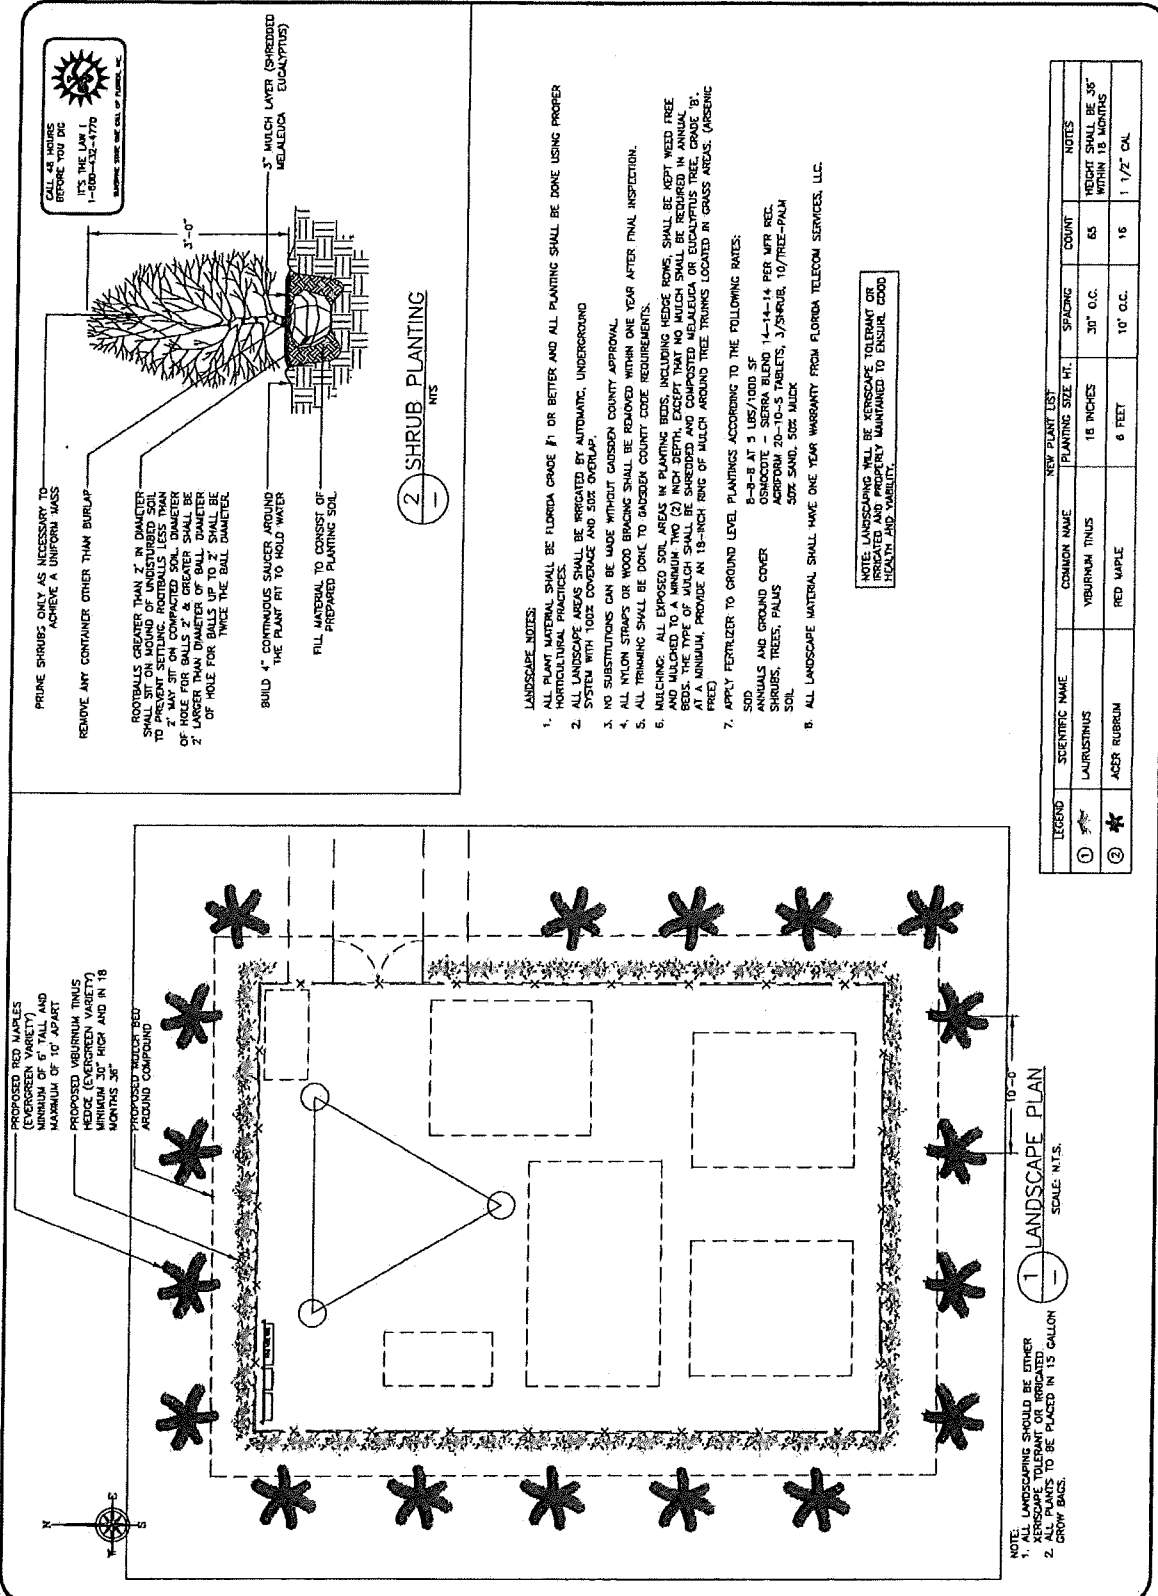 PROPOSED RED MAPLES
(EVERGREEN VARIETY)
MINIMUM OF 6' TALL AND
MAXIMUM OF 10' APART
PROPOSED VIBURNUM TINUS
HEDGE (EVERGREEN VARIETY)
MINIMUM 30" HIGH AND IN 18
MONTHS 36"
PROPOSED MULCH BED
AROUND COMPOUND
N
E
S
W
10'-0"
1
LANDSCAPE PLAN
SCALE: N.T.S.
NOTE:
1. ALL LANDSCAPING SHOULD BE EITHER
XERISCAPE TOLERANT OR IRRIGATED.
2. ALL PLANTS TO BE PLACED IN 15 GALLON
GROW BAGS.
PRUNE SHRUBS ONLY AS NECESSARY TO
ACHIEVE A UNIFORM MASS
REMOVE ANY CONTAINER OTHER THAN BURLAP
ROOTBALLS GREATER THAN 2' IN DIAMETER
SHALL SIT ON MOUND OF UNDISTURBED SOIL
TO PREVENT SETTLING. ROOTBALLS LESS THAN
2' MAY SIT ON COMPACTED SOIL. DIAMETER
OF HOLE FOR BALLS 2' & GREATER SHALL BE
2' LARGER THAN DIAMETER OF BALL. DIAMETER
OF HOLE FOR BALLS UP TO 2' SHALL BE
TWICE THE BALL DIAMETER.
BUILD 4" CONTINUOUS SAUCER AROUND
THE PLANT PIT TO HOLD WATER
FILL MATERIAL TO CONSIST OF
PREPARED PLANTING SOIL
3'-0"
3" MULCH LAYER (SHREDDED
MELALEUCA EUCALYPTUS)
CALL 48 HOURS
BEFORE YOU DIG
IT'S THE LAW !
1-800-432-4770
SUNSHINE STATE ONE CALL OF FLORIDA, INC.
2
SHRUB PLANTING
NTS
LANDSCAPE NOTES:
1. ALL PLANT MATERIAL SHALL BE FLORIDA GRADE #1 OR BETTER AND ALL PLANTING SHALL BE DONE USING PROPER
HORTICULTURAL PRACTICES.
2. ALL LANDSCAPE AREAS SHALL BE IRRIGATED BY AUTOMATIC, UNDERGROUND
SYSTEM WITH 100% COVERAGE AND 50% OVERLAP.
3. NO SUBSTITUTIONS CAN BE MADE WITHOUT GADSDEN COUNTY APPROVAL.
4. ALL NYLON STRAPS OR WOOD BRACING SHALL BE REMOVED WITHIN ONE YEAR AFTER FINAL INSPECTION.
5. ALL TRIMMING SHALL BE DONE TO GADSDEN COUNTY CODE REQUIREMENTS.
6. MULCHING: ALL EXPOSED SOIL AREAS IN PLANTING BEDS, INCLUDING HEDGE ROWS, SHALL BE KEPT WEED FREE
AND MULCHED TO A MINIMUM TWO (2) INCH DEPTH, EXCEPT THAT NO MULCH SHALL BE REQUIRED IN ANNUAL
BEDS. THE TYPE OF MULCH SHALL BE SHREDDED AND COMPOSTED MELALEUCA OR EUCALYPTUS TREE, GRADE 'B'.
AT A MINIMUM, PROVIDE AN 18-INCH RING OF MULCH AROUND TREE TRUNKS LOCATED IN GRASS AREAS. (ARSENIC
FREE)
7. APPLY FERTILIZER TO GROUND LEVEL PLANTINGS ACCORDING TO THE FOLLOWING RATES:
SOD 8-8-8 AT 5 LBS/1000 SF
ANNUALS AND GROUND COVER OSMOCOTE - SIERRA BLEND 14-14-14 PER MFR REC.
SHRUBS, TREES, PALMS AGRIFORM 20-10-5 TABLETS, 3/SHRUB, 10/TREE-PALM
SOIL 50% SAND, 50% MUCK
8. ALL LANDSCAPE MATERIAL SHALL HAVE ONE YEAR WARRANTY FROM FLORIDA TELECOM SERVICES, LLC.
NOTE: LANDSCAPING WILL BE XERISCAPE TOLERANT OR
IRRIGATED AND PROPERLY MAINTAINED TO ENSURE GOOD
HEALTH AND VIABILITY.
NEW PLANT LIST
LEGEND SCIENTIFIC NAME COMMON NAME PLANTING SIZE HT. SPACING COUNT NOTES
1 LAURUSTINUS VIBURNUM TINUS 18 INCHES 30" O.C. 65 HEIGHT SHALL BE 36"
WITHIN 18 MONTHS
2 ACER RUBRUM RED MAPLE 6 FEET 10' O.C. 16 1 1/2" CAL